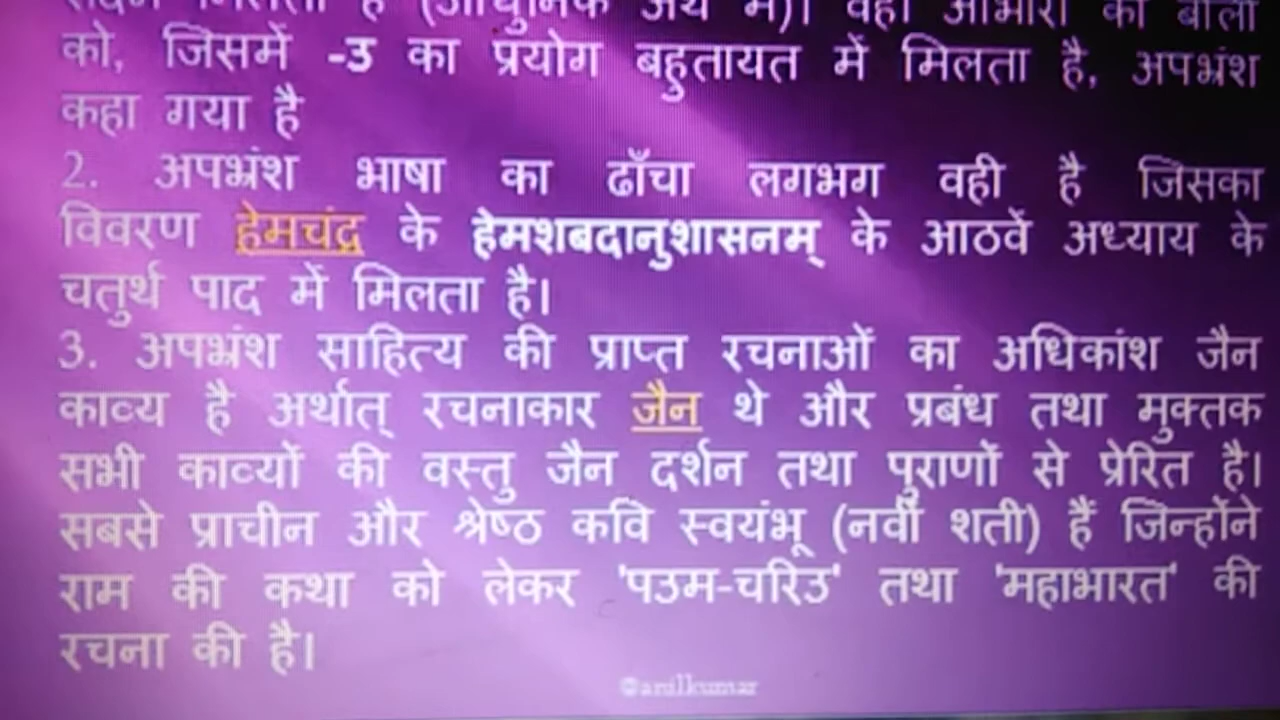 को, जिसमें -उ का प्रयोग बहुतायत में मिलता है, अपभ्रंश
कहा गया है
2. अपभ्रंश भाषा का ढाँचा लगभग वही है जिसका
विवरण हेमचंद्र के हेमशबदानुशासनम् के आठवें अध्याय के
चतुर्थ पाद में मिलता है।
3. अपभ्रंश साहित्य की प्राप्त रचनाओं का अधिकांश जैन
काव्य है अर्थात् रचनाकार जैन थे और प्रबंध तथा मुक्तक
सभी काव्यों की वस्तु जैन दर्शन तथा पुराणों से प्रेरित है।
सबसे प्राचीन और श्रेष्ठ कवि स्वयंभू (नवीं शती) हैं जिन्होंने
राम की कथा को लेकर 'पउम-चरिउ' तथा 'महाभारत' की
रचना की है।
©anilkumar